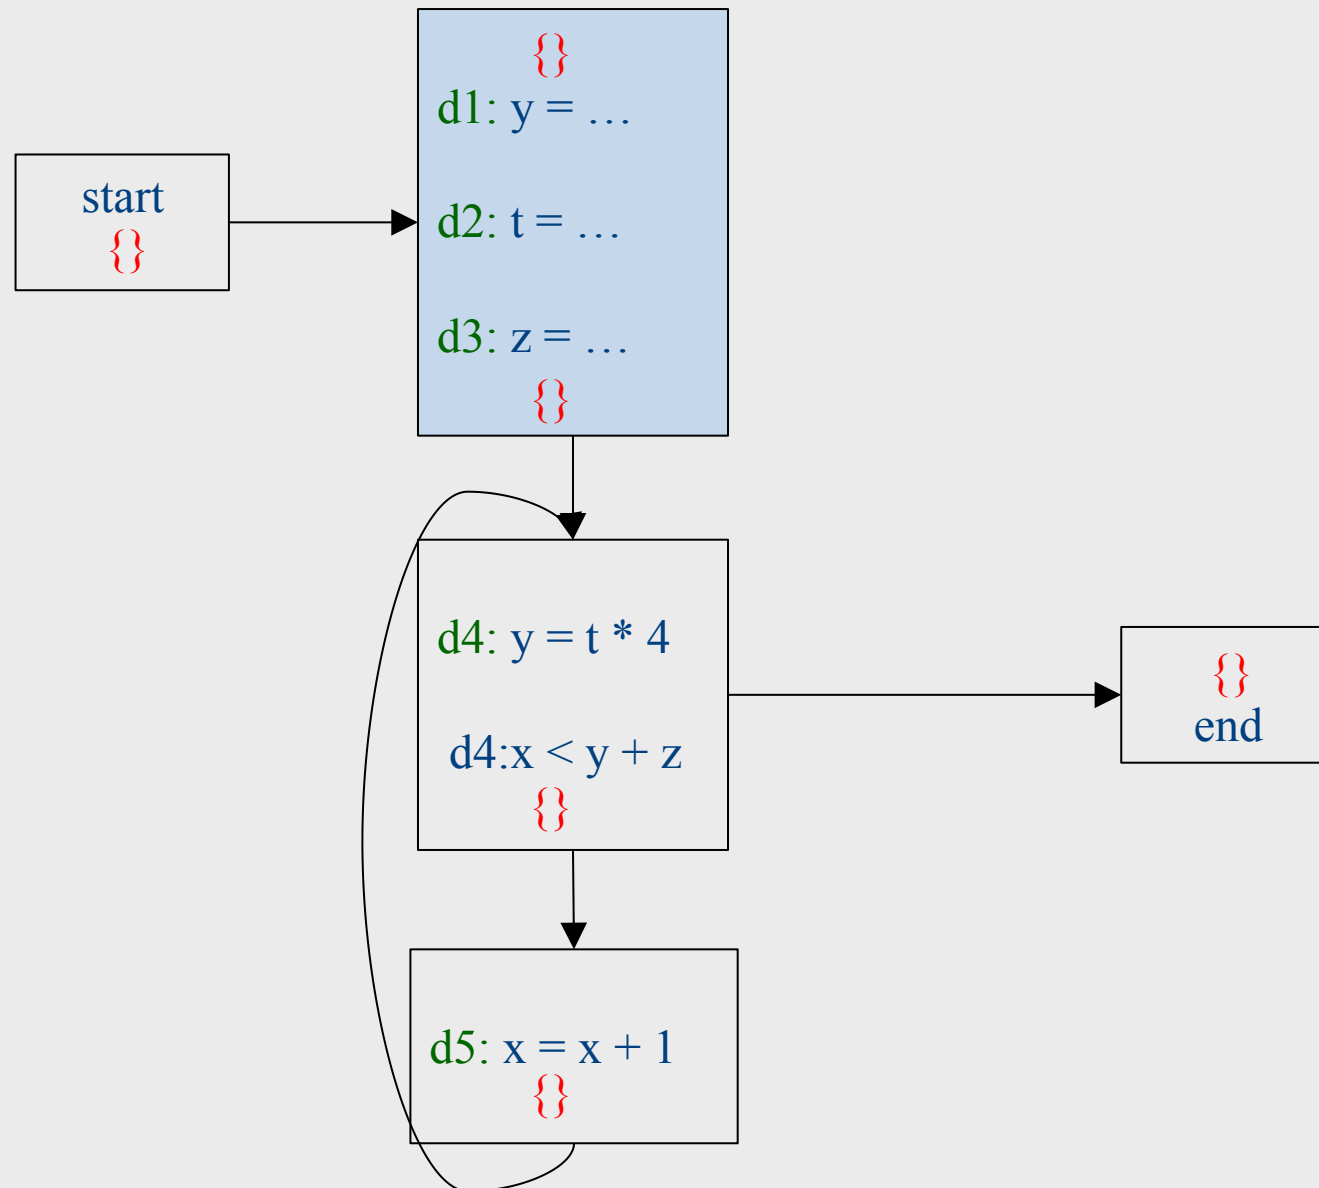 start
{}
{}
d1: y = …
d2: t = …
d3: z = …
{}
d4: y = t * 4
d4:x < y + z
{}
{}
end
d5: x = x + 1
{}